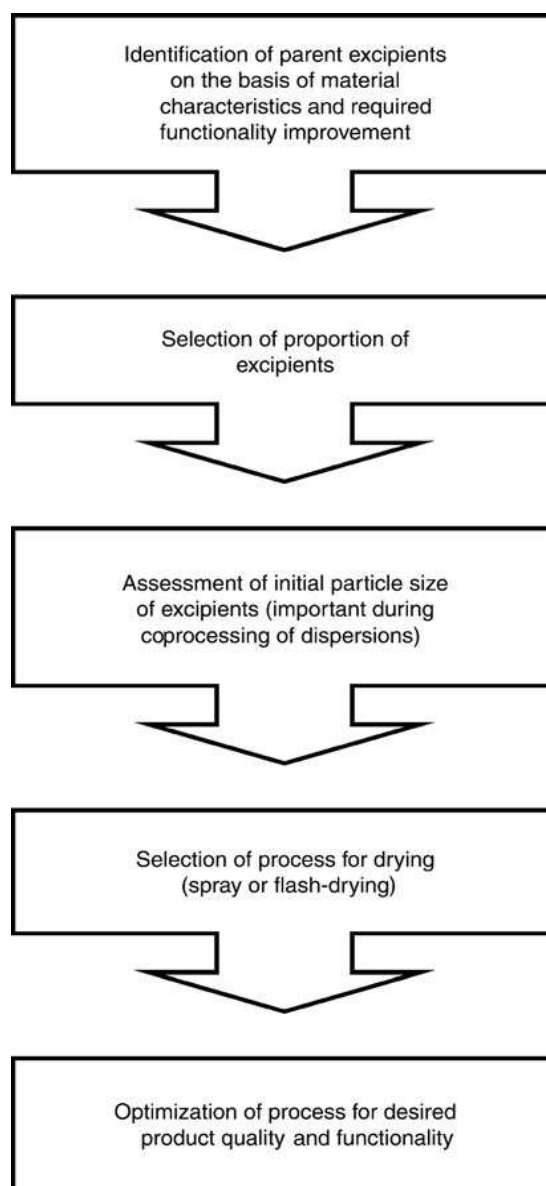 Identification of parent excipients
on the basis of material
characteristics and required
functionality improvement
Selection of proportion of
excipients
Assessment of initial particle size
of excipients (important during
coprocessing of dispersions)
Selection of process for drying
(spray or flash-drying)
Optimization of process for desired
product quality and functionality